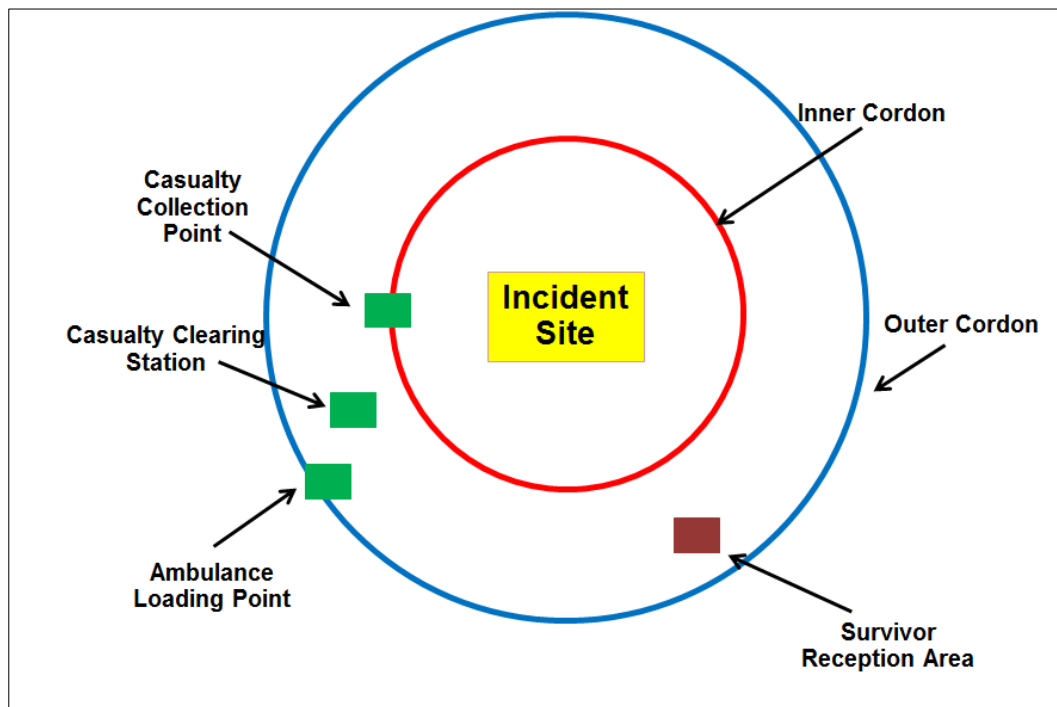 Inner Cordon
Casualty
Collection
Point
Incident
Site
Outer Cordon
Casualty Clearing
Station
Ambulance
Loading Point
Survivor
Reception Area